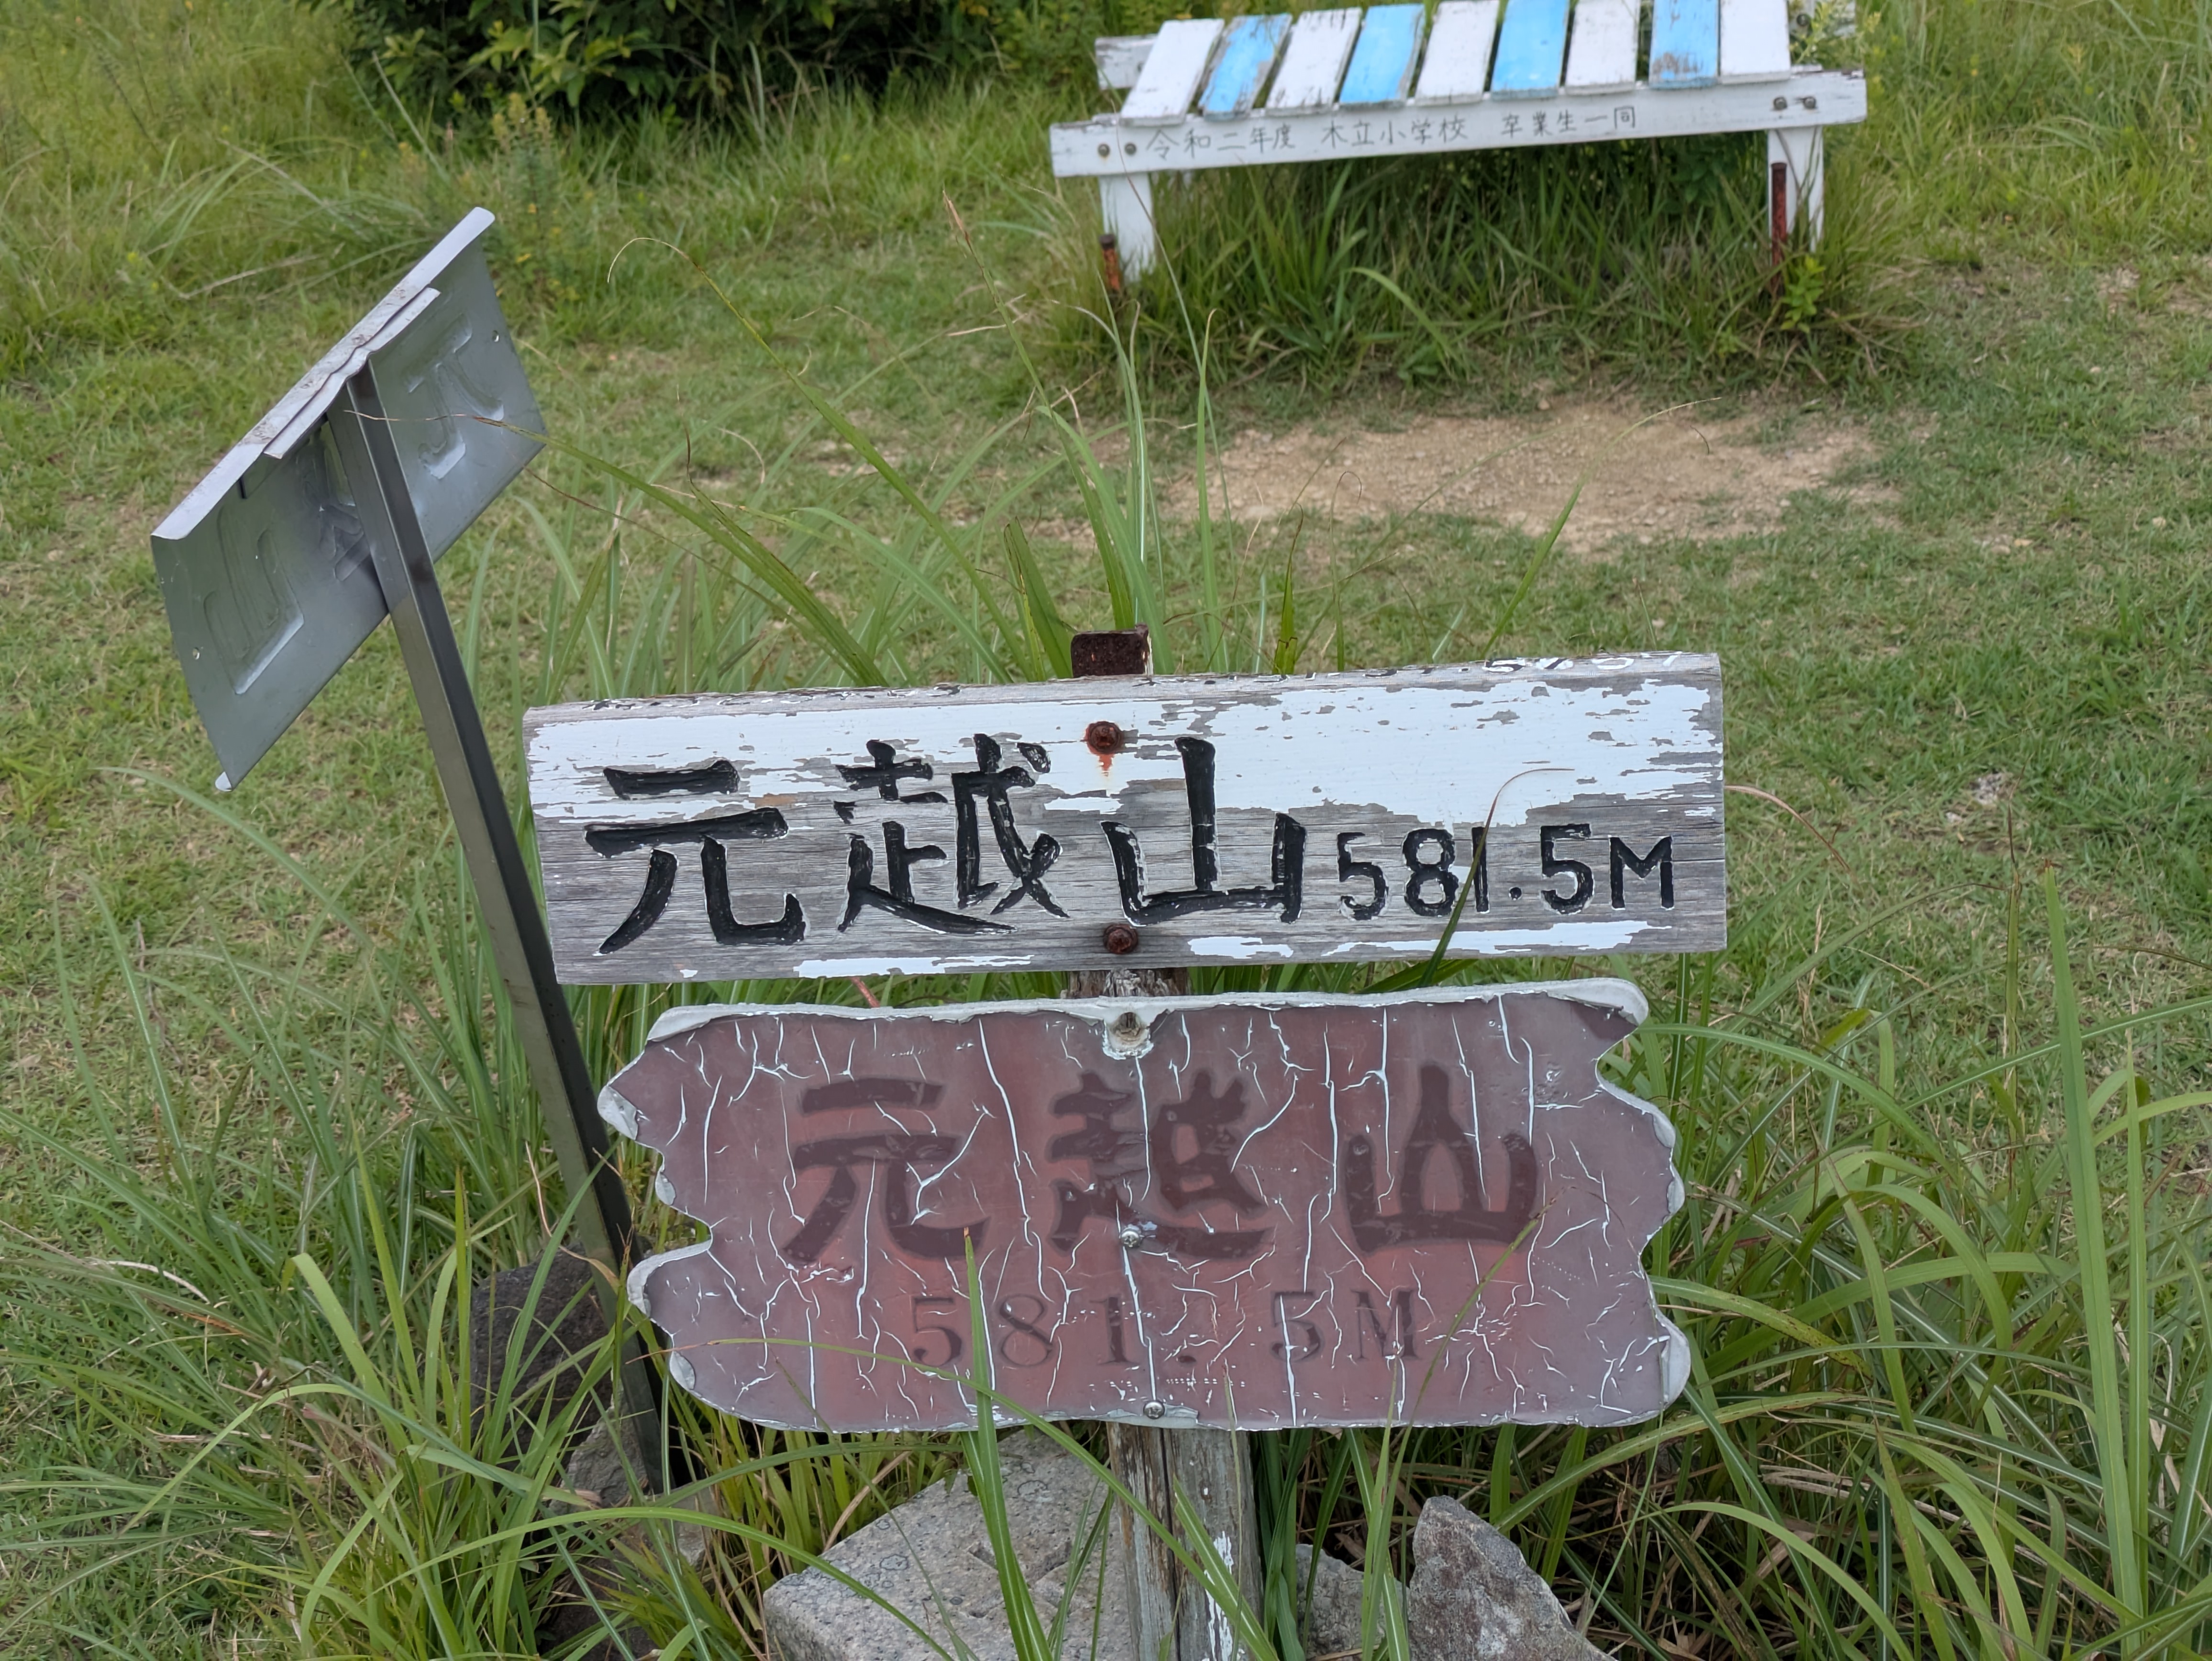 令和二年度 木立小学校 卒業生一同
元越山 581.5M
元越山
581.5M